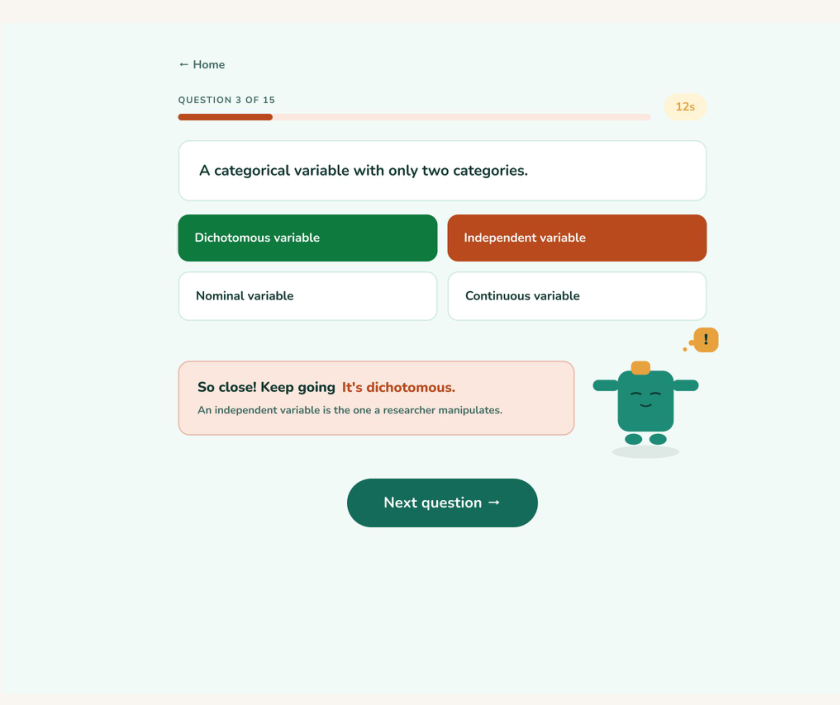 ← Home
QUESTION 3 OF 15
12s
A categorical variable with only two categories.
Dichotomous variable
Independent variable
Nominal variable
Continuous variable
!
So close! Keep going It's dichotomous.
An independent variable is the one a researcher manipulates.
Next question →